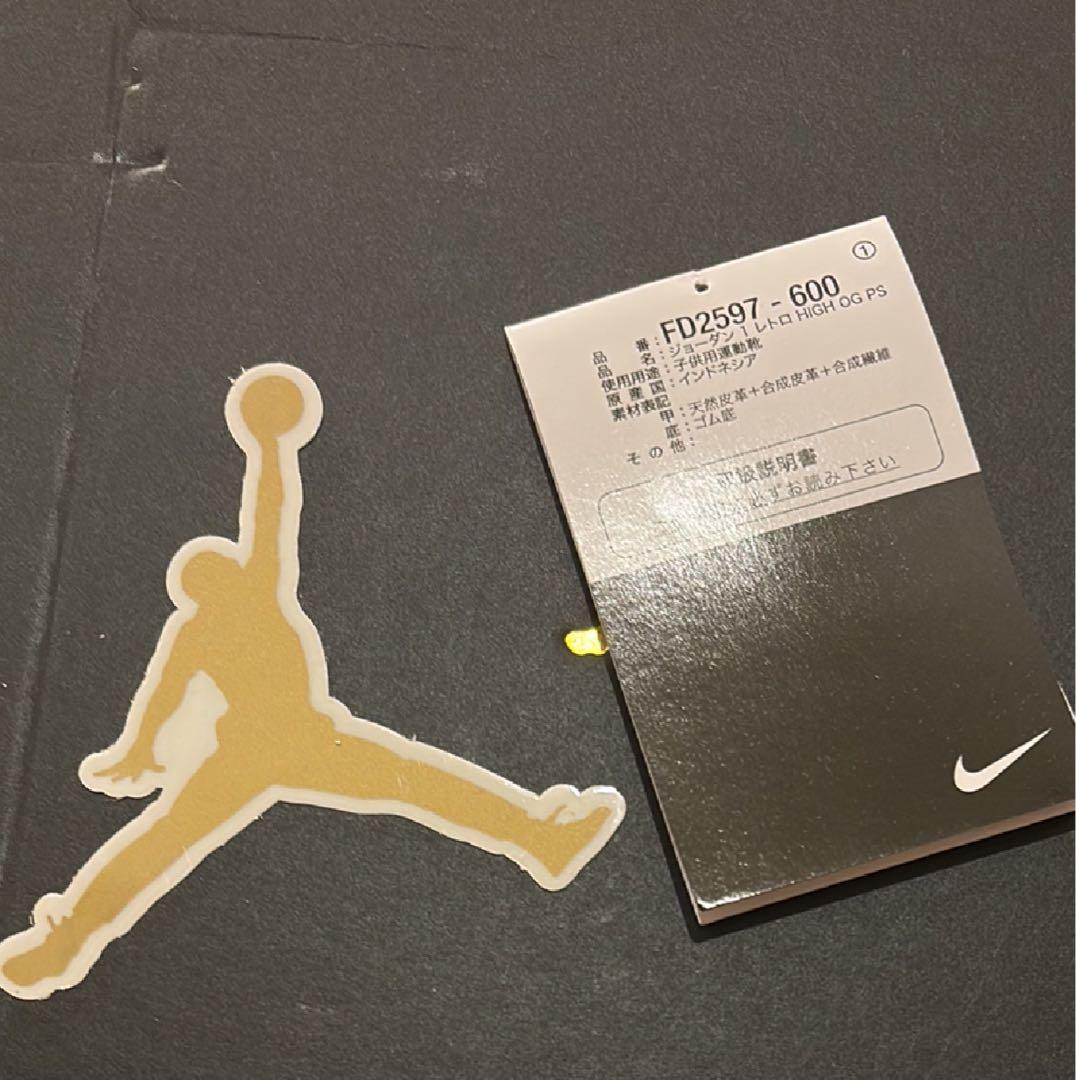 ①
品　番：FD2597 - 600
品　名：ジョーダン 1 レトロ HIGH OG PS
使用用途：子供用運動靴
原 産 国：インドネシア
素材表記
甲：天然皮革＋合成皮革＋合成繊維
底：ゴム底
そ の 他：
取扱説明書
必ずお読み下さい